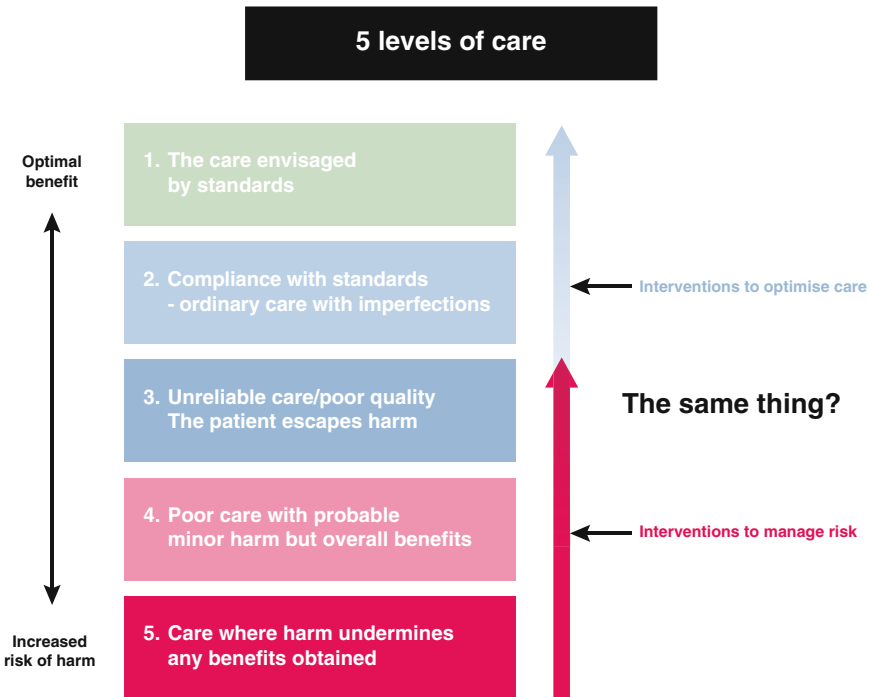 5 levels of care
Optimal
benefit
1. The care envisaged
by standards
2. Compliance with standards
- ordinary care with imperfections
Interventions to optimise care
3. Unreliable care/poor quality
The patient escapes harm
The same thing?
4. Poor care with probable
minor harm but overall benefits
Interventions to manage risk
5. Care where harm undermines
any benefits obtained
Increased
risk of harm